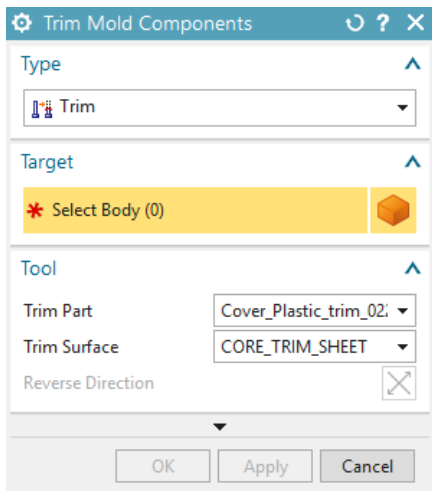 Trim Mold Components
Type
Trim
Target
* Select Body (0)
Tool
Trim Part Cover_Plastic_trim_022
Trim Surface CORE_TRIM_SHEET
Reverse Direction
OK Apply Cancel